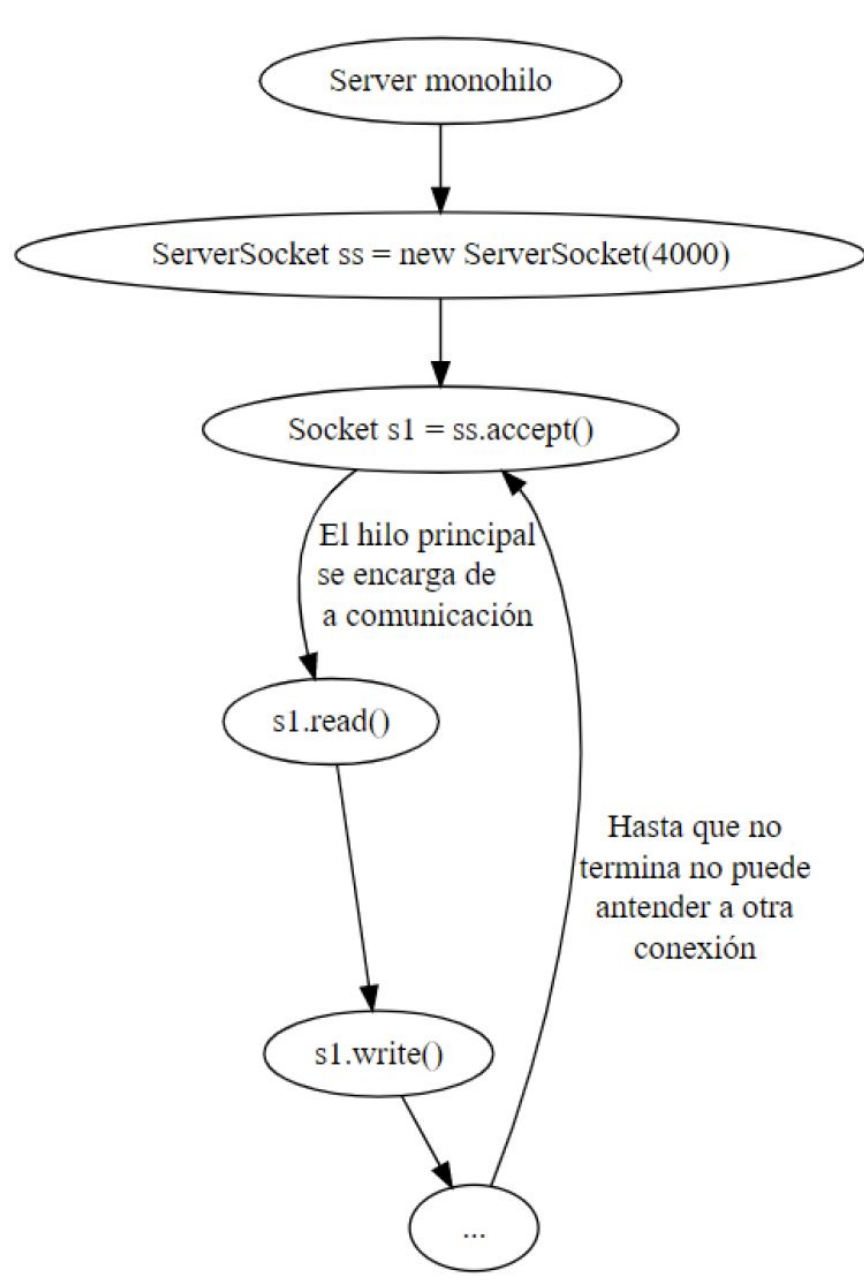 Server monohilo
ServerSocket ss = new ServerSocket(4000)
Socket s1 = ss.accept()
El hilo principal
se encarga de
a comunicación
s1.read()
Hasta que no
termina no puede
antender a otra
conexión
s1.write()
...